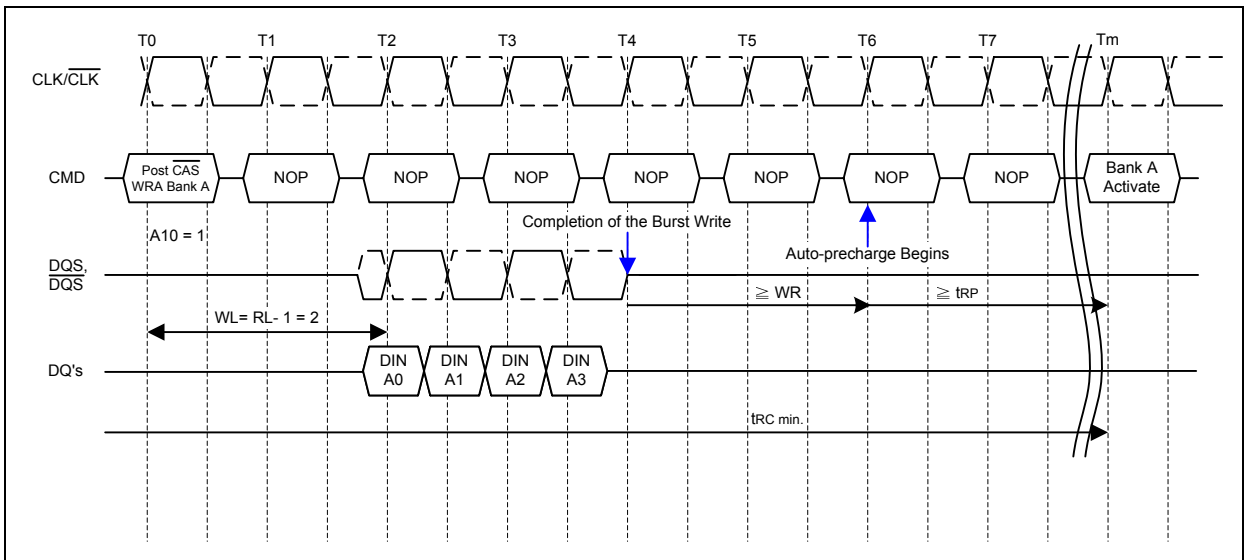 T0 T1 T2 T3 T4 T5 T6 T7 Tm
CLK/CLK
CMD
Post CAS
WRA Bank A
NOP NOP NOP NOP NOP NOP NOP
Bank A
Activate
A10 = 1
Completion of the Burst Write
Auto-precharge Begins
DQS,
DQS
≧ WR
≧ tRP
WL= RL- 1 = 2
DQ's
DIN
A0
DIN
A1
DIN
A2
DIN
A3
tRC min.